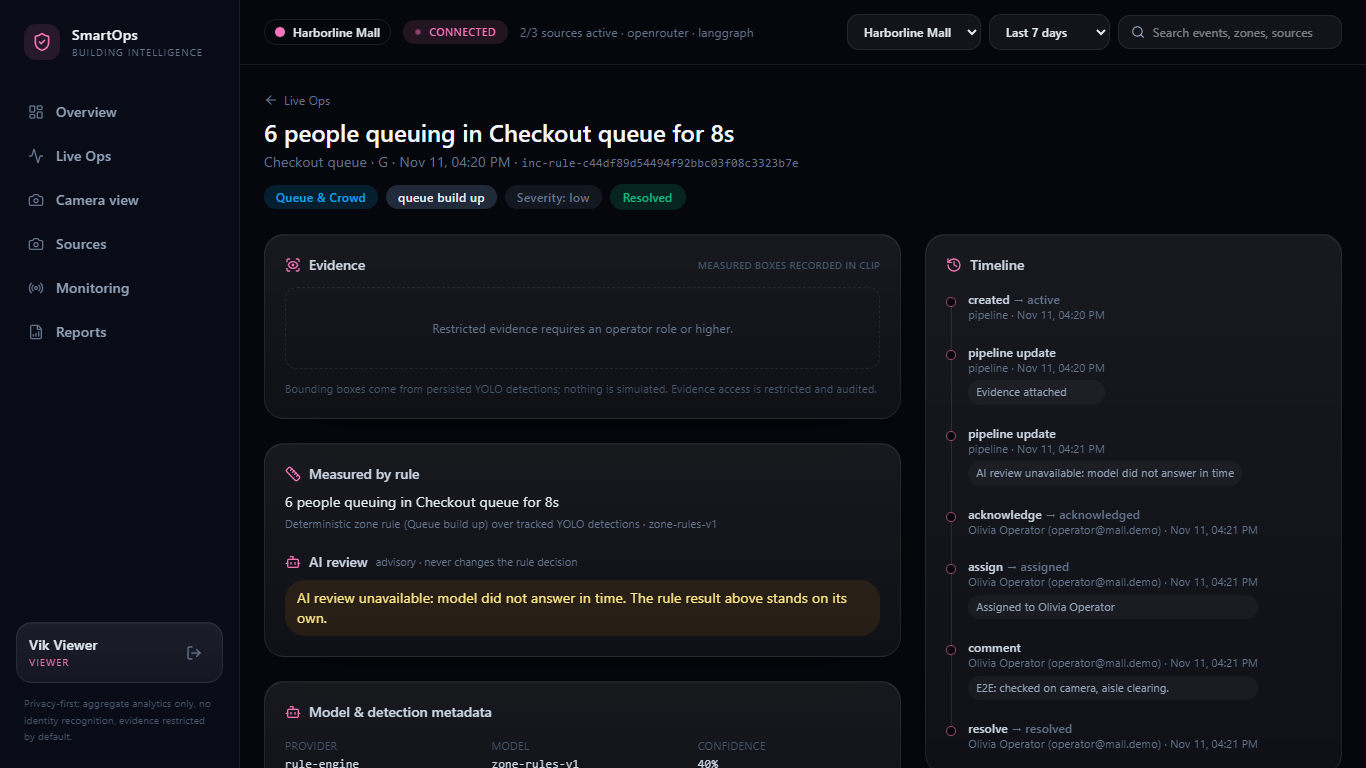 SmartOps
BUILDING INTELLIGENCE
Overview
Live Ops
Camera view
Sources
Monitoring
Reports
Vik Viewer
VIEWER
Privacy-first: aggregate analytics only, no
identity recognition, evidence restricted
by default.
Harborline Mall
CONNECTED
2/3 sources active · openrouter · langgraph
Harborline Mall
Last 7 days
Search events, zones, sources
← Live Ops
6 people queuing in Checkout queue for 8s
Checkout queue · G · Nov 11, 04:20 PM · inc-rule-c44df89d54494f92bbc03f08c3323b7e
Queue & Crowd
queue build up
Severity: low
Resolved
Evidence
MEASURED BOXES RECORDED IN CLIP
Restricted evidence requires an operator role or higher.
Bounding boxes come from persisted YOLO detections; nothing is simulated. Evidence access is restricted and audited.
Measured by rule
6 people queuing in Checkout queue for 8s
Deterministic zone rule (Queue build up) over tracked YOLO detections · zone-rules-v1
AI review advisory · never changes the rule decision
AI review unavailable: model did not answer in time. The rule result above stands on its
own.
Model & detection metadata
PROVIDER
MODEL
CONFIDENCE
rule-engine
zone-rules-v1
40%
Timeline
created → active
pipeline · Nov 11, 04:20 PM
pipeline update
pipeline · Nov 11, 04:20 PM
Evidence attached
pipeline update
pipeline · Nov 11, 04:21 PM
AI review unavailable: model did not answer in time
acknowledge → acknowledged
Olivia Operator (operator@mall.demo) · Nov 11, 04:21 PM
assign → assigned
Olivia Operator (operator@mall.demo) · Nov 11, 04:21 PM
Assigned to Olivia Operator
comment
Olivia Operator (operator@mall.demo) · Nov 11, 04:21 PM
E2E: checked on camera, aisle clearing.
resolve → resolved
Olivia Operator (operator@mall.demo) · Nov 11, 04:21 PM